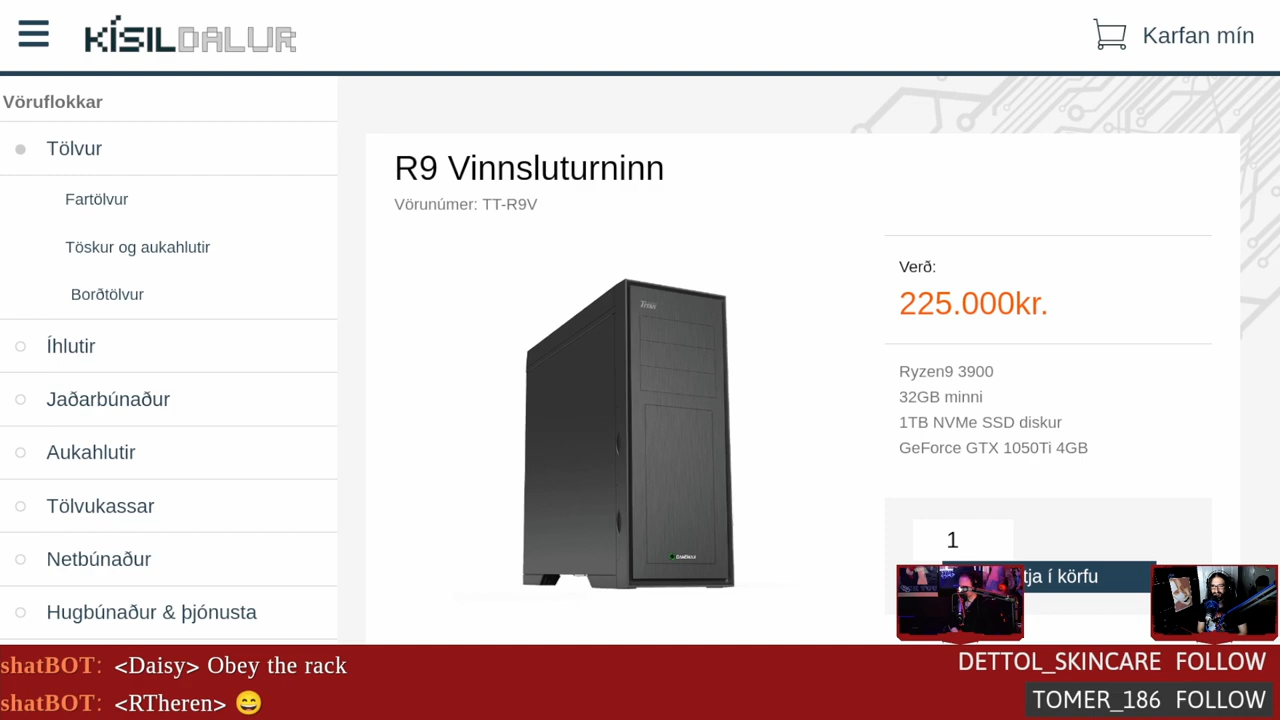 KÍSILDALUR
Karfan mín
Vöruflokkar
Tölvur
Fartölvur
Töskur og aukahlutir
Borðtölvur
Íhlutir
Jaðarbúnaður
Aukahlutir
Tölvukassar
Netbúnaður
Hugbúnaður & þjónusta
R9 Vinnsluturninn
Vörunúmer: TT-R9V
Verð:
225.000kr.
Ryzen9 3900
32GB minni
1TB NVMe SSD diskur
GeForce GTX 1050Ti 4GB
1
tja í körfu
shatBOT: <Daisy> Obey the rack
shatBOT: <RTheren> 😄
DETTOL_SKINCARE FOLLOW
TOMER_186 FOLLOW